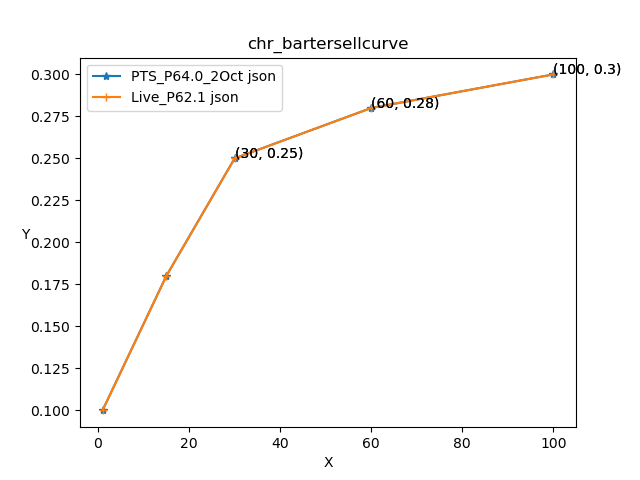 chr_bartersellcurve
PTS_P64.0_2Oct json
Live_P62.1 json
(100, 0.3)
(60, 0.28)
(30, 0.25)
0.300
0.275
0.250
0.225
0.200
0.175
0.150
0.125
0.100
Y
0 20 40 60 80 100
X